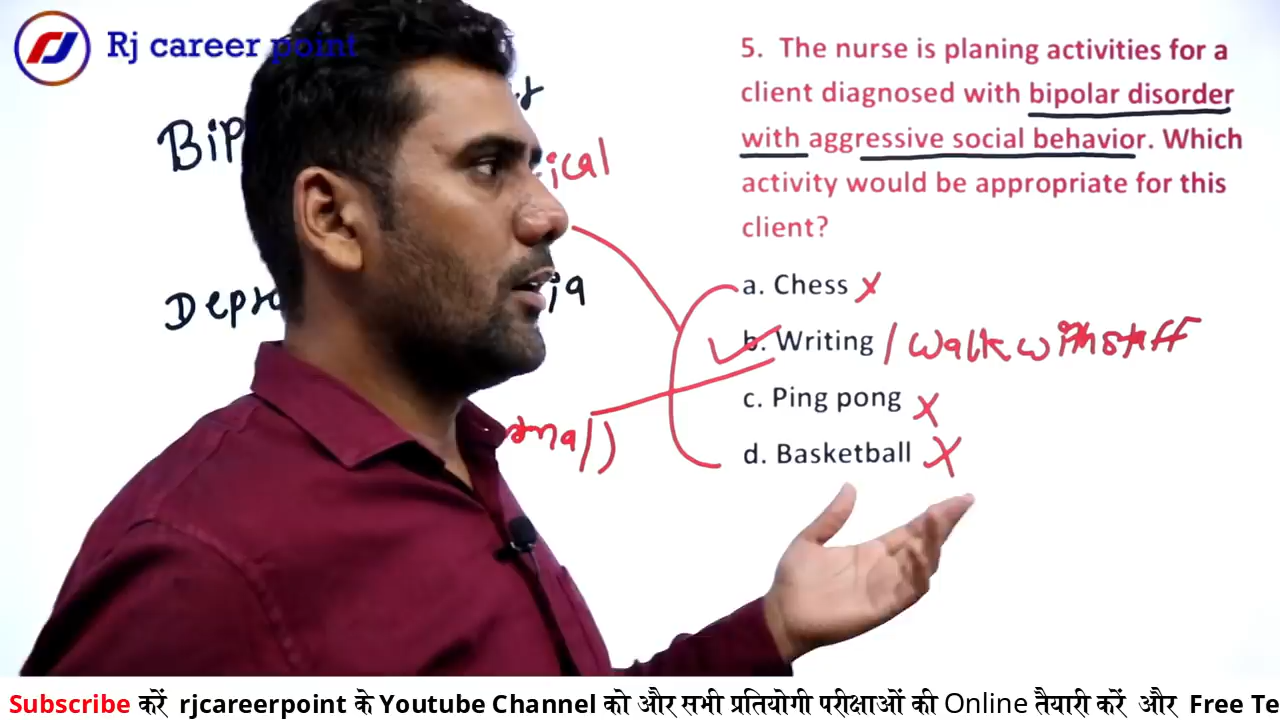 Rj career point
5. The nurse is planing activities for a
client diagnosed with bipolar disorder
with aggressive social behavior. Which
activity would be appropriate for this
client?
a. Chess x
b. Writing / walk with staff
c. Ping pong x
d. Basketball x
Subscribe करें rjcareerpoint के Youtube Channel को और सभी प्रतियोगी परीक्षाओं की Online तैयारी करें और Free